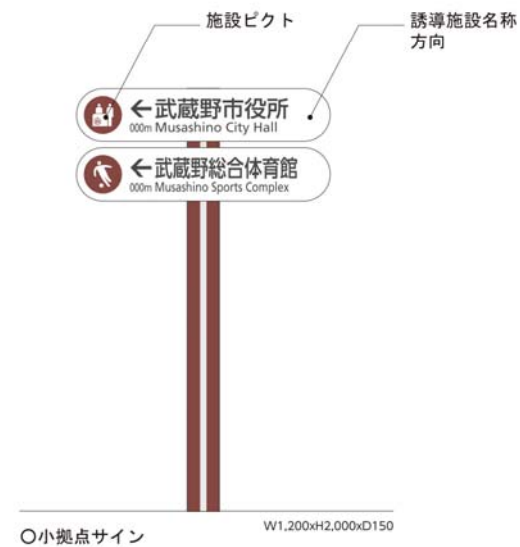 施設ピクト
誘導施設名称
方向
←武蔵野市役所
000m Musashino City Hall
←武蔵野総合体育館
000m Musashino Sports Complex
W1,200xH2,000xD150
〇小拠点サイン